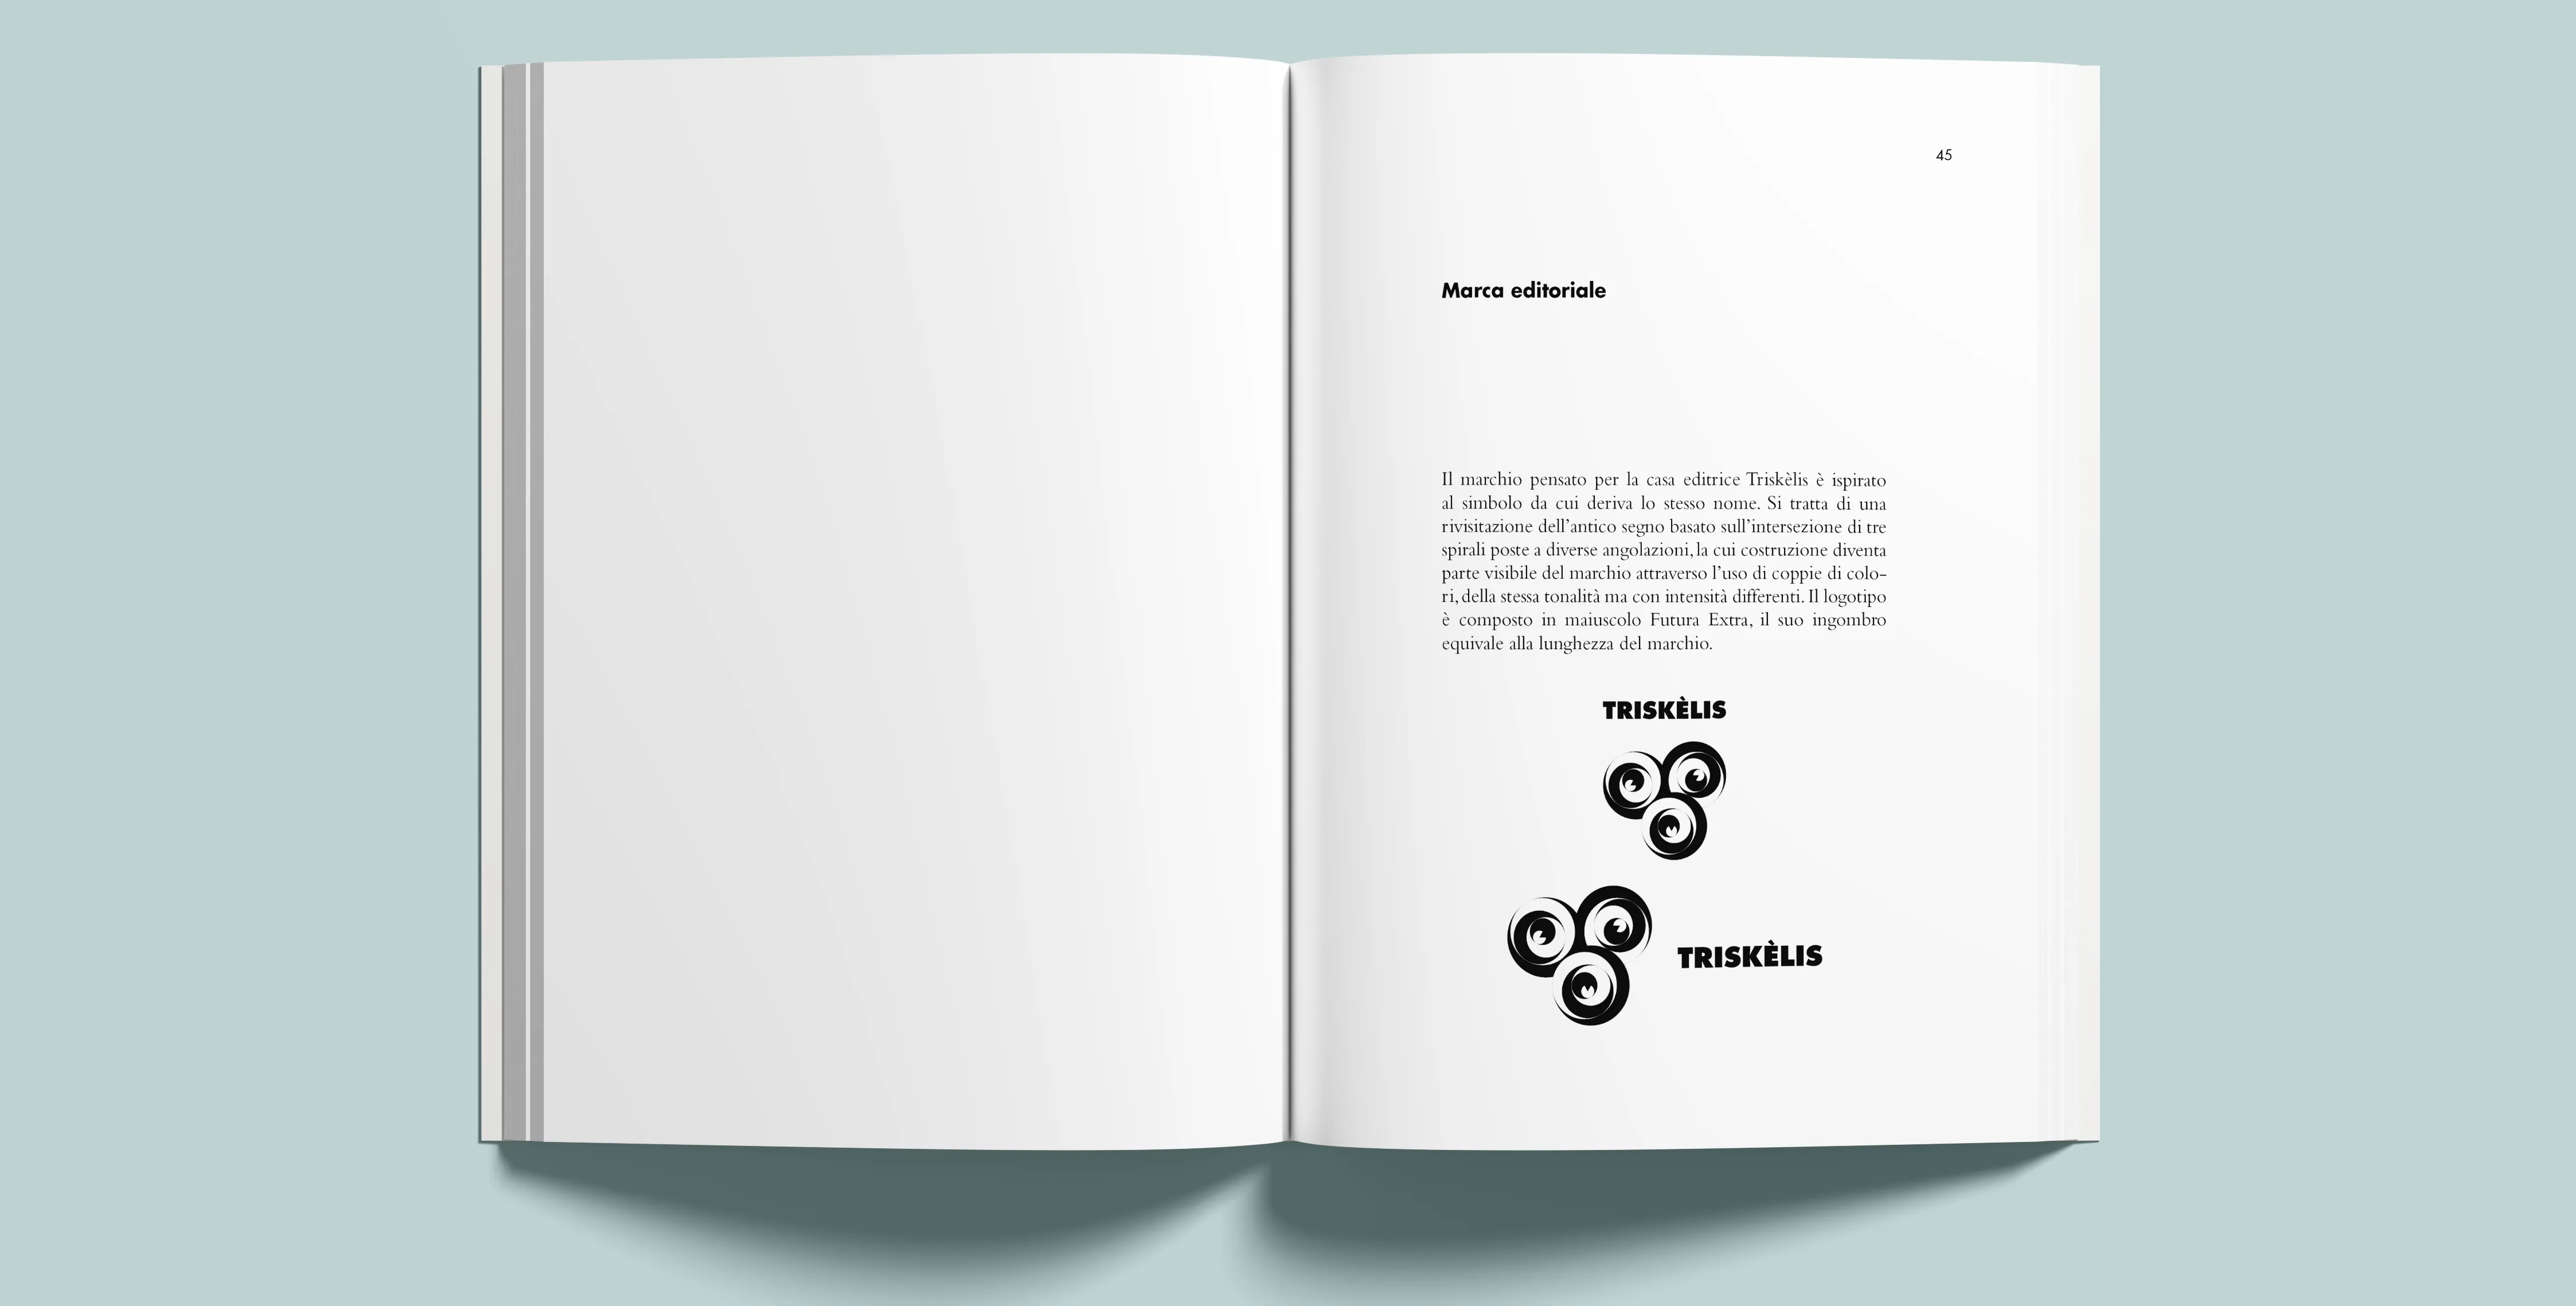 45
Marca editoriale
Il marchio pensato per la casa editrice Triskèlis è ispirato
al simbolo da cui deriva lo stesso nome. Si tratta di una
rivisitazione dell’antico segno basato sull’intersezione di tre
spirali poste a diverse angolazioni, la cui costruzione diventa
parte visibile del marchio attraverso l’uso di coppie di colo-
ri, della stessa tonalità ma con intensità differenti. Il logotipo
è composto in maiuscolo Futura Extra, il suo ingombro
equivale alla lunghezza del marchio.
TRISKÈLIS
TRISKÈLIS